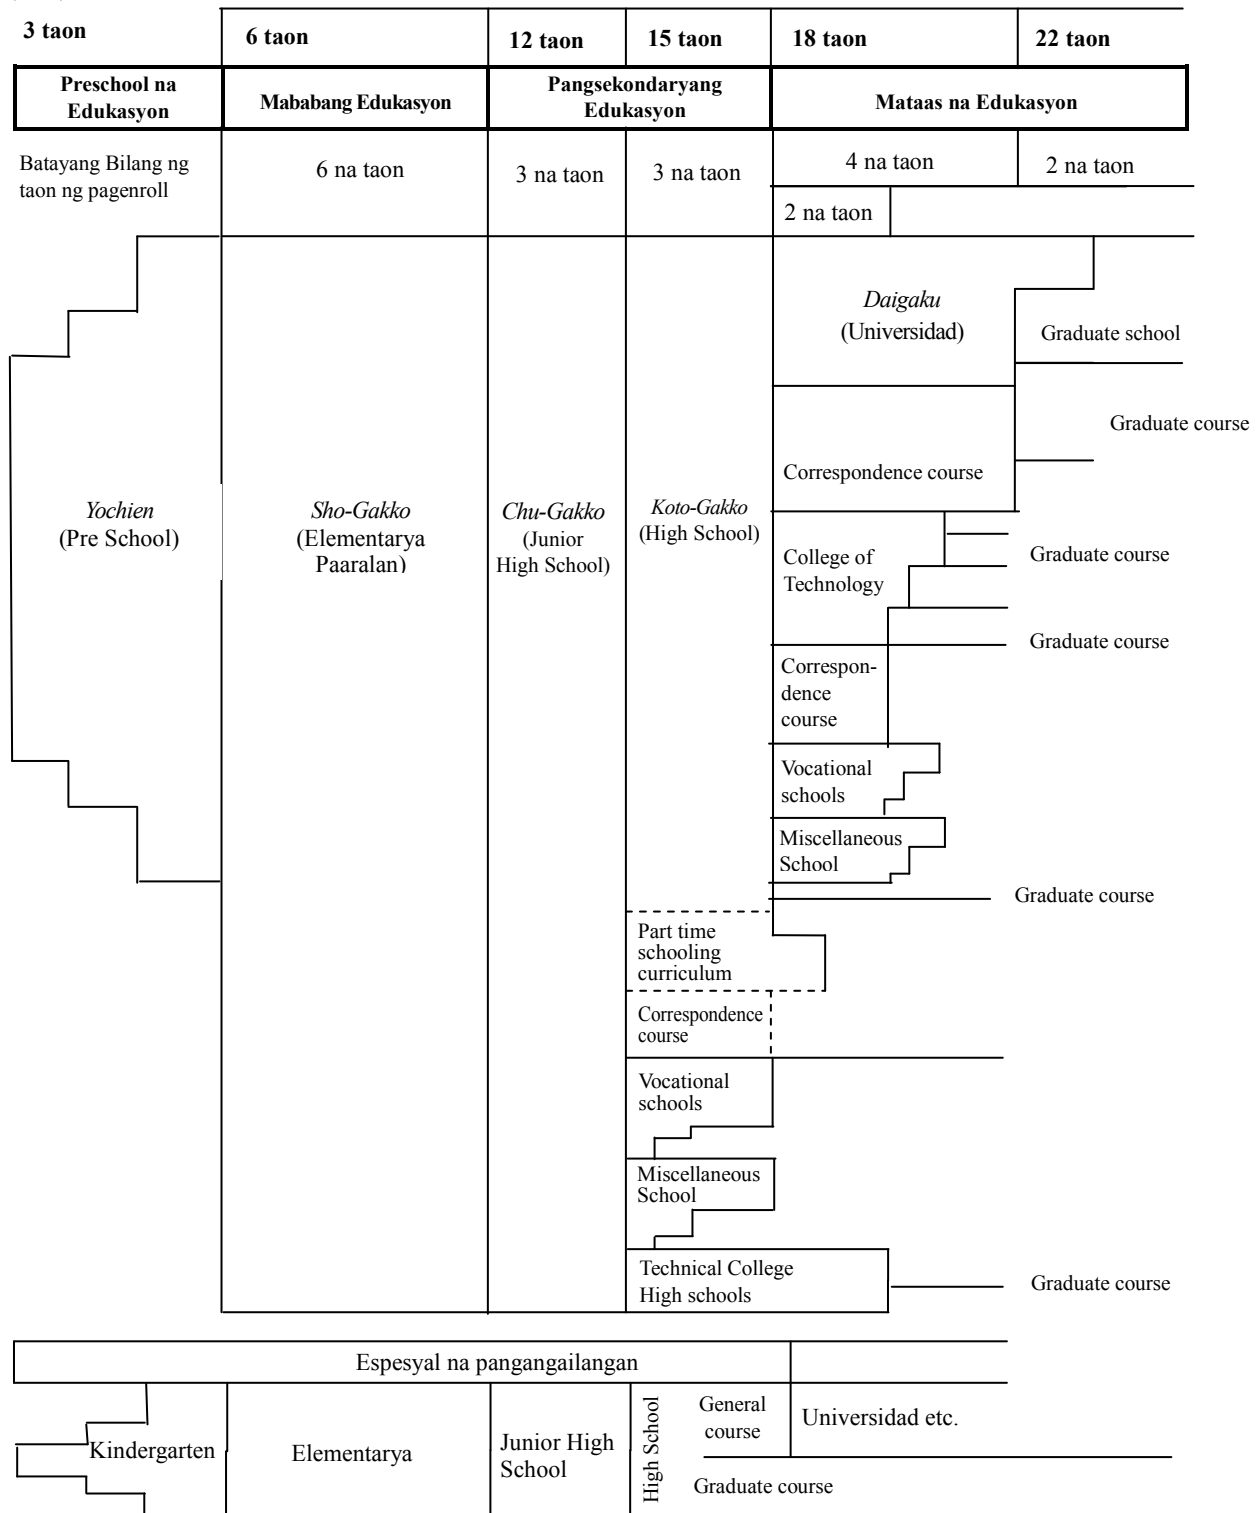 3 taon
6 taon
12 taon
15 taon
18 taon
22 taon
Preschool na
Edukasyon
Mababang Edukasyon
Pangsekondaryang
Edukasyon
Mataas na Edukasyon
Batayang Bilang ng
taon ng pagenroll
6 na taon
3 na taon
3 na taon
4 na taon
2 na taon
2 na taon
Yochien
(Pre School)
Sho-Gakko
(Elementarya
Paaralan)
Chu-Gakko
(Junior
High School)
Koto-Gakko
(High School)
Daigaku
(Universidad)
Graduate school
Graduate course
Correspondence course
College of
Technology
Graduate course
Graduate course
Correspon-
dence
course
Vocational
schools
Miscellaneous
School
Graduate course
Part time
schooling
curriculum
Correspondence
course
Vocational
schools
Miscellaneous
School
Technical College
High schools
Graduate course
Espesyal na pangangailangan
Kindergarten
Elementarya
Junior High
School
High School
General
course
Universidad etc.
Graduate course